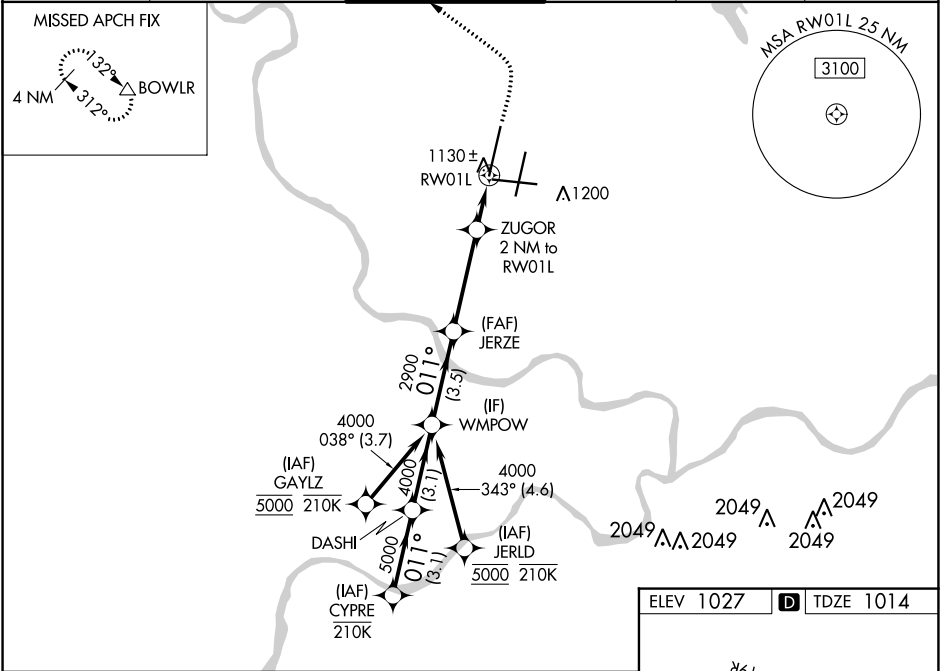 MISSED APCH FIX
132°
4 NM
312°
BOWLR
MSA RW01L 25 NM
3100
1130 ±
RW01L
1200
ZUGOR
2 NM to
RW01L
(FAF)
JERZE
2900
011°
(3.5)
(IF)
WMPOW
4000
038° (3.7)
(IAF)
GAYLZ
5000 210K
4000
(3.1)
4000
343° (4.6)
DASHI
(IAF)
JERLD
5000 210K
5000
011°
(3.1)
(IAF)
CYPRE
210K
2049
2049
2049
2049
2049
ELEV 1027
D
TDZE 1014
19R